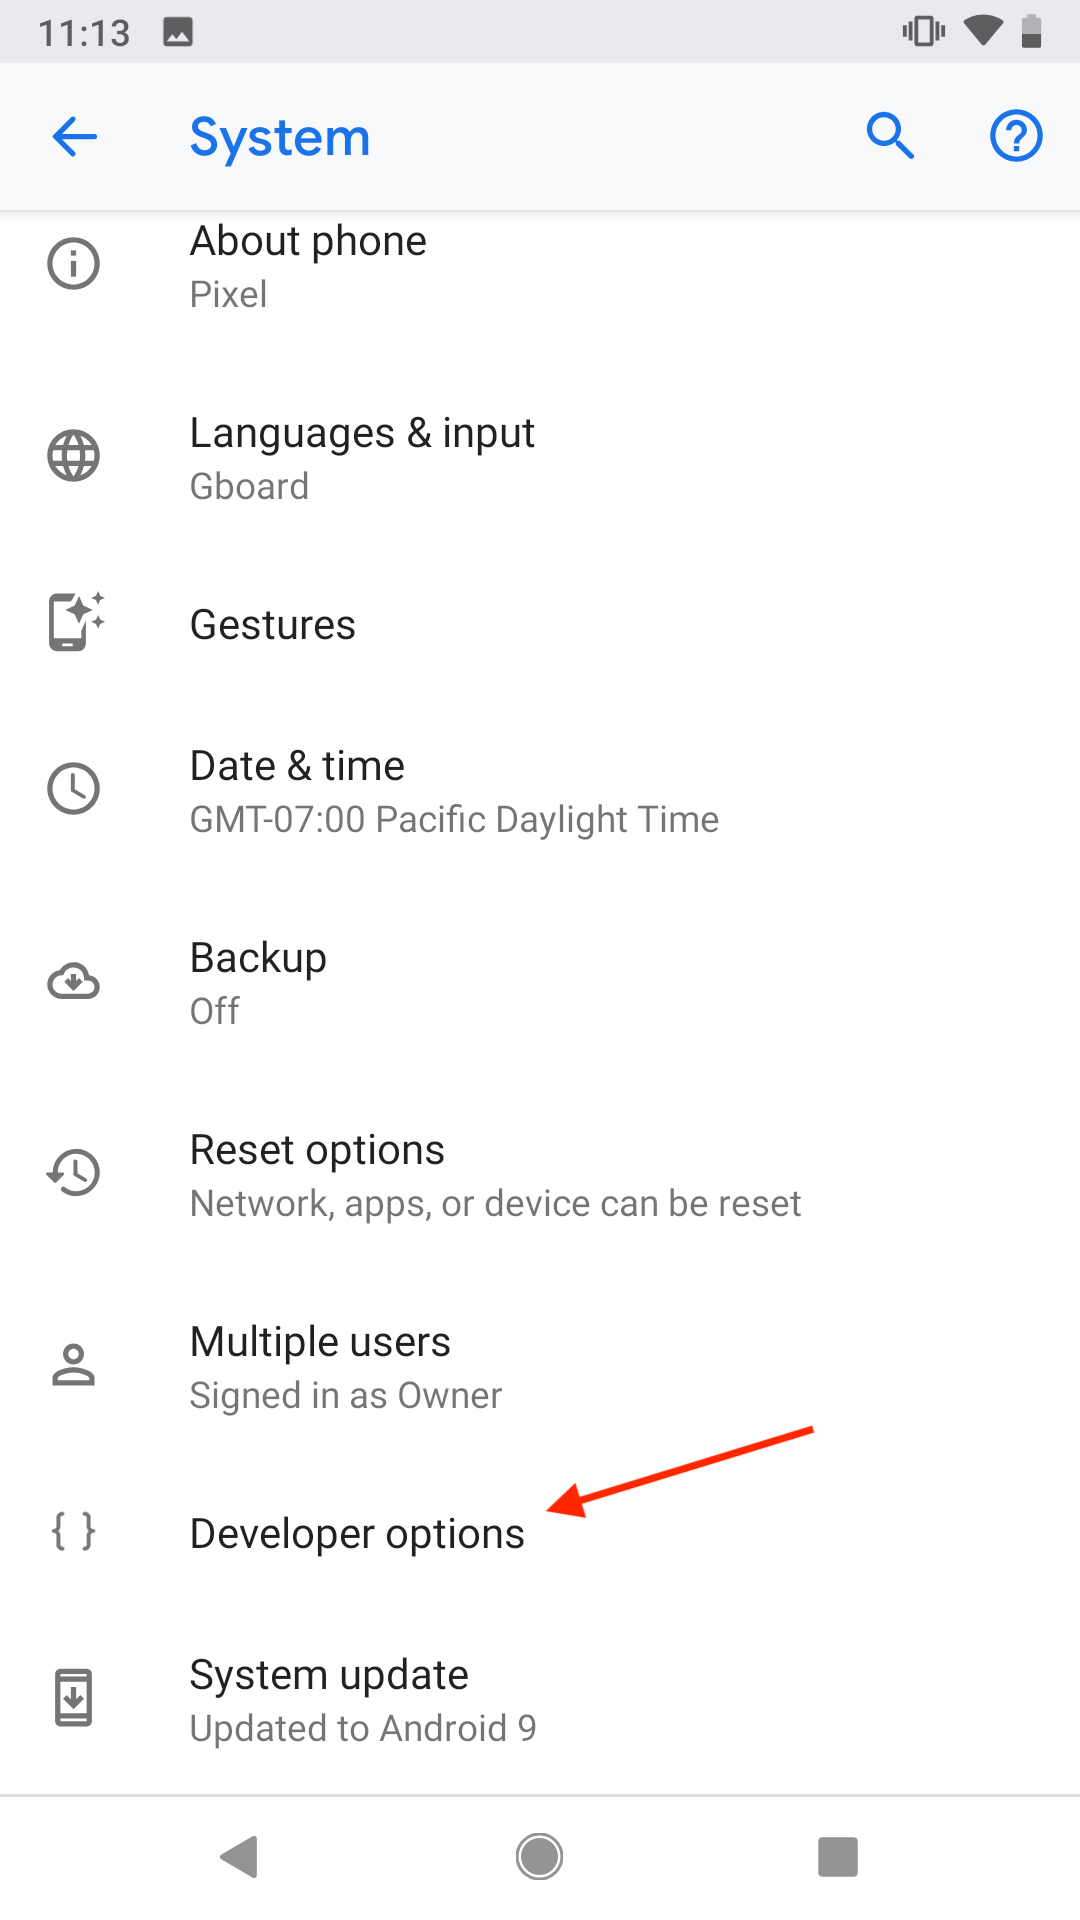 11:13
System
About phone
Pixel
Languages & input
Gboard
Gestures
Date & time
GMT-07:00 Pacific Daylight Time
Backup
Off
Reset options
Network, apps, or device can be reset
Multiple users
Signed in as Owner
{ } Developer options
System update
Updated to Android 9